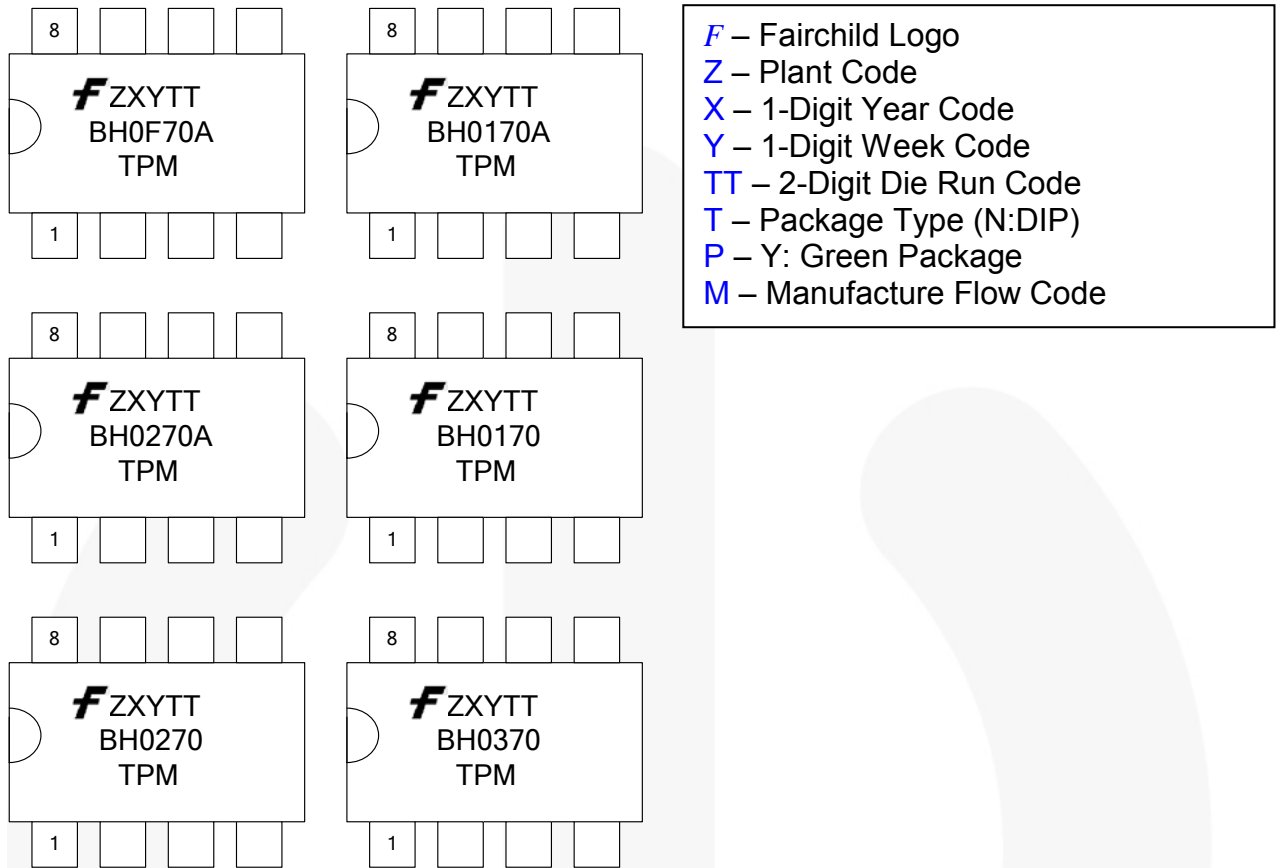 8
F ZXYTT
BH0F70A
TPM
1
8
F ZXYTT
BH0170A
TPM
1
F – Fairchild Logo
Z – Plant Code
X – 1-Digit Year Code
Y – 1-Digit Week Code
TT – 2-Digit Die Run Code
T – Package Type (N:DIP)
P – Y: Green Package
M – Manufacture Flow Code
8
F ZXYTT
BH0270A
TPM
1
8
F ZXYTT
BH0170
TPM
1
8
F ZXYTT
BH0270
TPM
1
8
F ZXYTT
BH0370
TPM
1